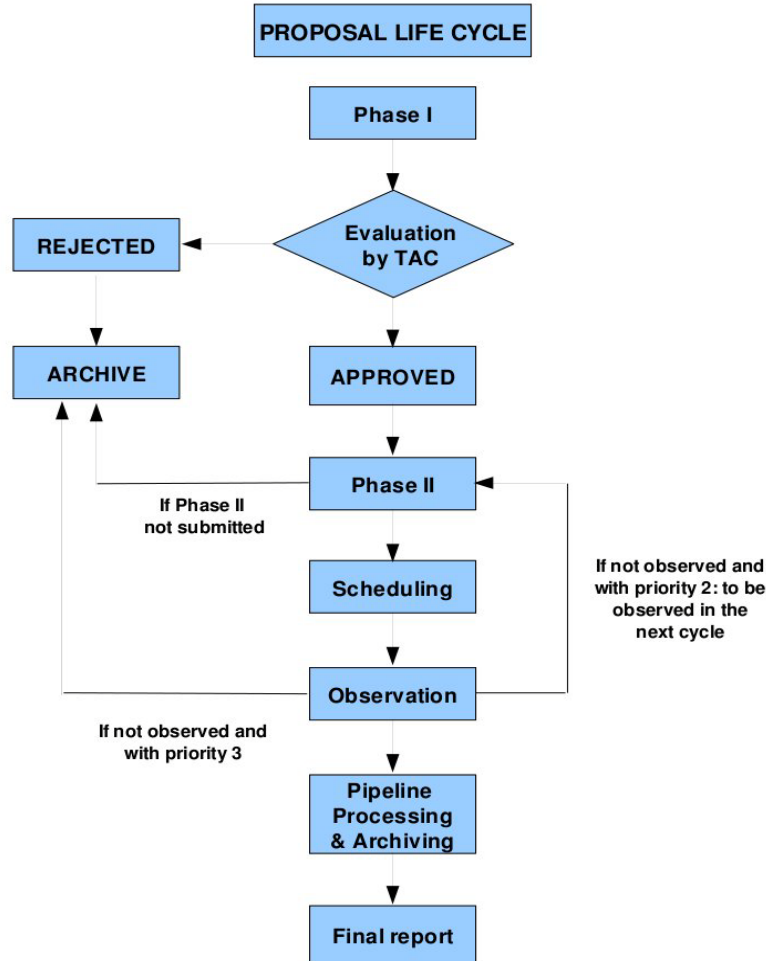 PROPOSAL LIFE CYCLE
Phase I
Evaluation
by TAC
REJECTED
ARCHIVE
APPROVED
Phase II
If Phase II
not submitted
Scheduling
If not observed and
with priority 2: to be
observed in the
next cycle
Observation
If not observed and
with priority 3
Pipeline
Processing
& Archiving
Final report